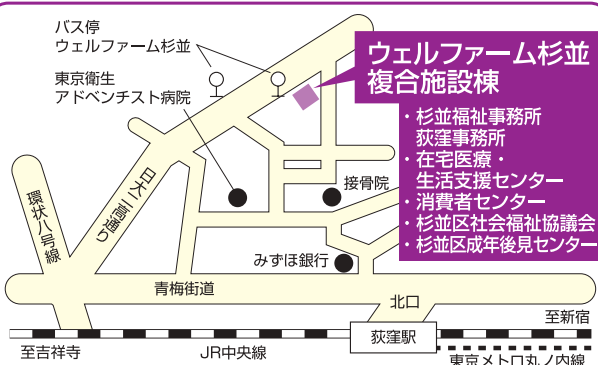 バス停
ウェルファーム杉並
東京衛生
アドベンチスト病院
ウェルファーム杉並
複合施設棟
・杉並福祉事務所
荻窪事務所
・在宅医療・
生活支援センター
・消費者センター
・杉並区社会福祉協議会
・杉並区成年後見センター
接骨院
環状八号線
日大二高通り
みずほ銀行
青梅街道
北口
至新宿
荻窪駅
至吉祥寺
JR中央線
東京メトロ丸ノ内線